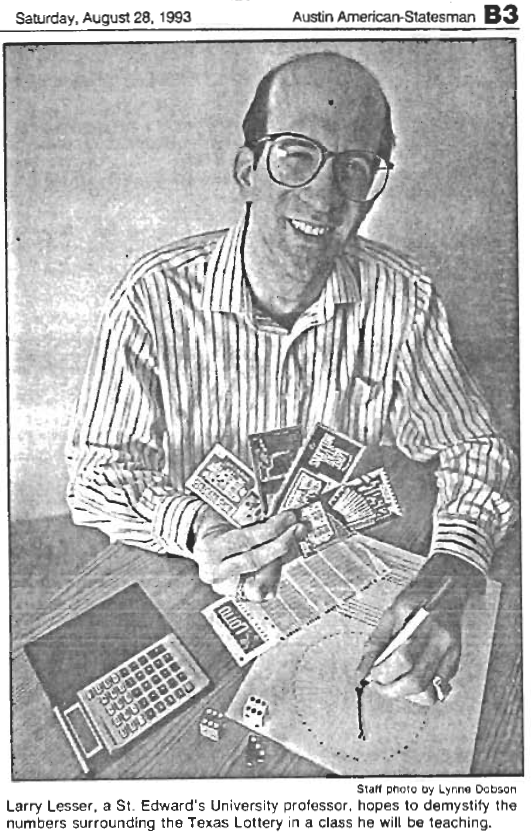 Saturday, August 28, 1993 Austin American-Statesman B3
Staff photo by Lynne Dobson
Larry Lesser, a St. Edward's University professor, hopes to demystify the
numbers surrounding the Texas Lottery in a class he will be teaching.